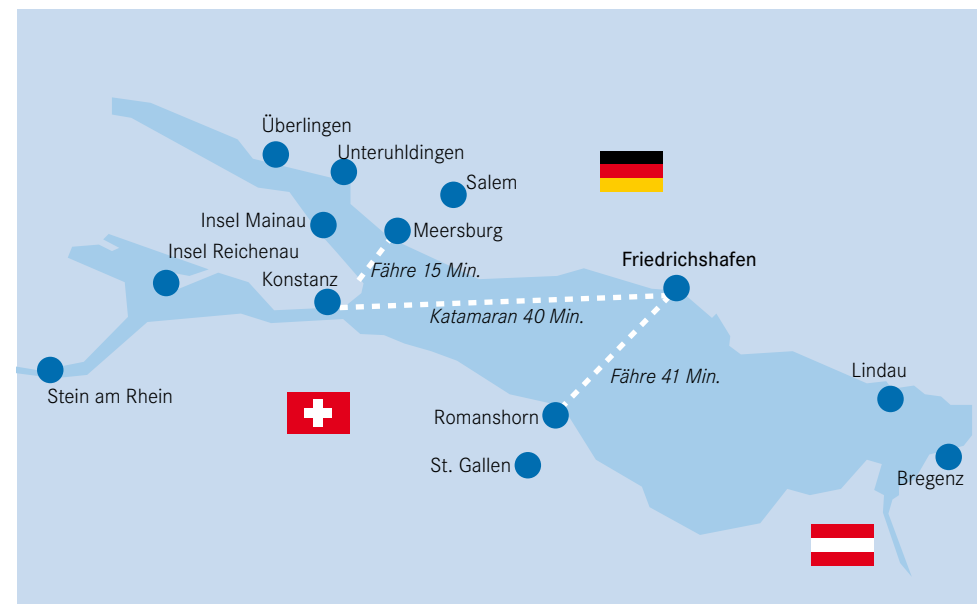 Überlingen
Unteruhldingen
Salem
Insel Mainau
Meersburg
Insel Reichenau
Friedrichshafen
Fähre 15 Min.
Konstanz
Katamaran 40 Min.
Lindau
Fähre 41 Min.
Stein am Rhein
Romanshorn
St. Gallen
Bregenz